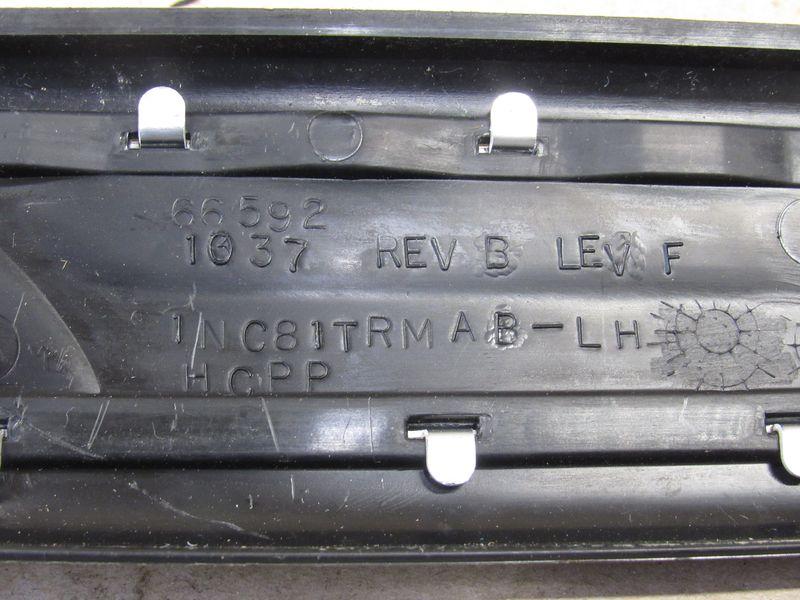 66592
1037 REV B LEV F
1NC81TRMAB-LH
HCPP